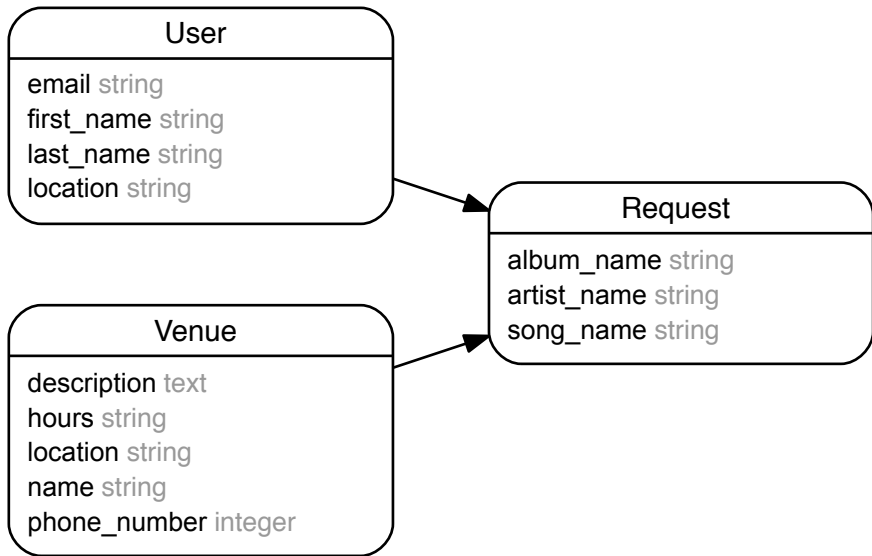 User
email string
first_name string
last_name string
location string
Request
album_name string
artist_name string
song_name string
Venue
description text
hours string
location string
name string
phone_number integer